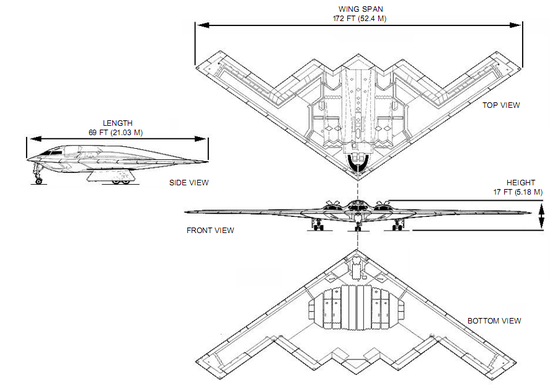 WING SPAN
172 FT (52.4 M)
TOP VIEW
LENGTH
69 FT (21.03 M)
SIDE VIEW
HEIGHT
17 FT (5.18 M)
FRONT VIEW
BOTTOM VIEW